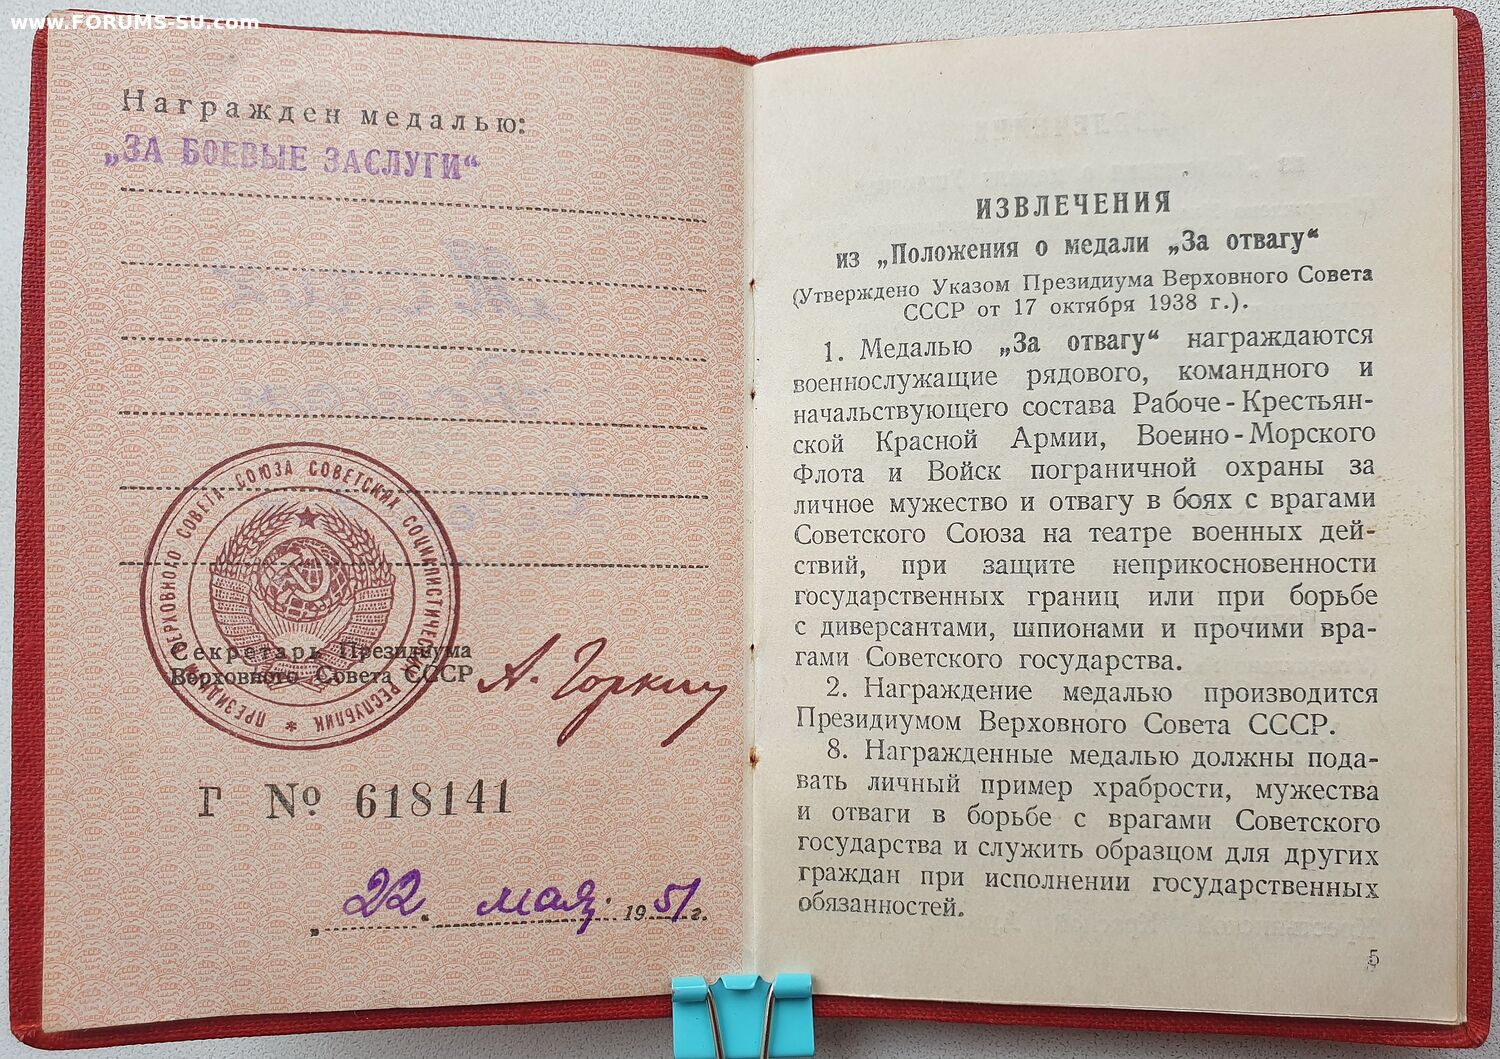 www.FORUMS-SU.com
Награжден медалью:
„ЗА БОЕВЫЕ ЗАСЛУГИ“
ПРЕЗИДИУМ ВЕРХОВНОГО СОВЕТА СОЮЗА СОВЕТСКИХ СОЦИАЛИСТИЧЕСКИХ РЕСПУБЛИК *
Секретарь Президиума
Верховного Совета СССР А. Горкин
Г № 618141
„22“ мая 1951 г.
ИЗВЛЕЧЕНИЯ
из „Положения о медали „За отвагу“
(Утверждено Указом Президиума Верховного Совета
СССР от 17 октября 1938 г.).
1. Медалью „За отвагу“ награждаются
военнослужащие рядового, командного и
начальствующего состава Рабоче-Крестьян-
ской Красной Армии, Военно-Морского
Флота и Войск пограничной охраны за
личное мужество и отвагу в боях с врагами
Советского Союза на театре военных дей-
ствий, при защите неприкосновенности
государственных границ или при борьбе
с диверсантами, шпионами и прочими вра-
гами Советского государства.
2. Награждение медалью производится
Президиумом Верховного Совета СССР.
8. Награжденные медалью должны пода-
вать личный пример храбрости, мужества
и отваги в борьбе с врагами Советского
государства и служить образцом для других
граждан при исполнении государственных
обязанностей.
5